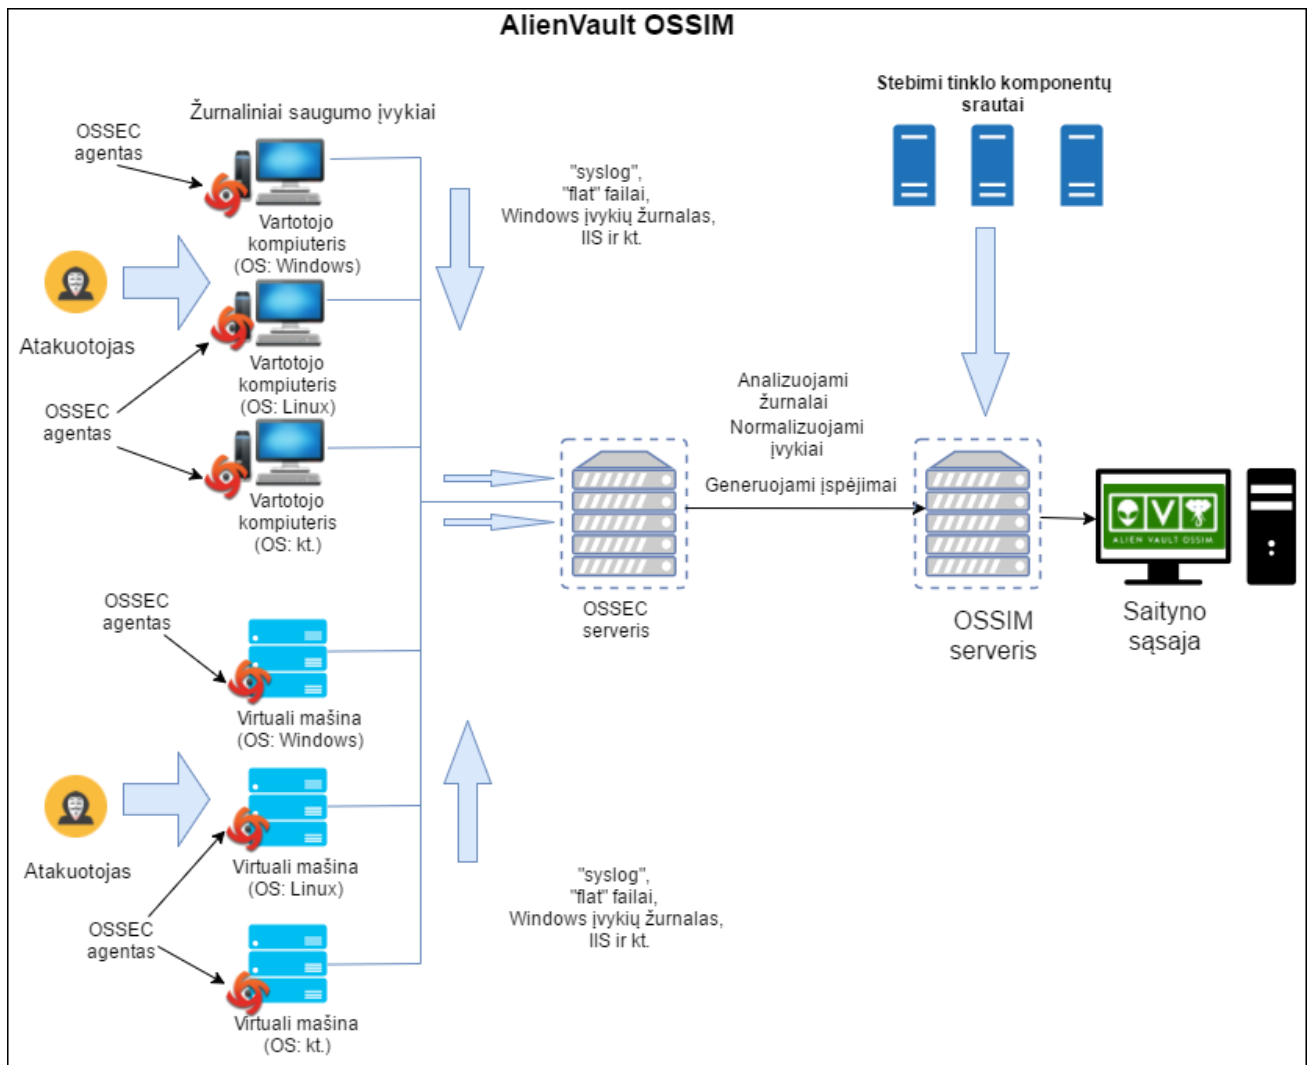 AlienVault OSSIM
Žurnaliniai saugumo įvykiai
OSSEC
agentas
Vartotojo
kompiuteris
(OS: Windows)
Atakuotojas
Vartotojo
kompiuteris
(OS: Linux)
OSSEC
agentas
Vartotojo
kompiuteris
(OS: kt.)
"syslog",
"flat" failai,
Windows įvykių žurnalas,
IIS ir kt.
Stebimi tinklo komponentų
srautai
Analizuojami
žurnalai
Normalizuojami
įvykiai
Generuojami įspėjimai
OSSEC
serveris
OSSIM
serveris
ALIEN VAULT OSSIM
Saityno
sąsaja
OSSEC
agentas
Virtuali mašina
(OS: Windows)
Atakuotojas
Virtuali mašina
(OS: Linux)
OSSEC
agentas
Virtuali mašina
(OS: kt.)
"syslog",
"flat" failai,
Windows įvykių žurnalas,
IIS ir kt.